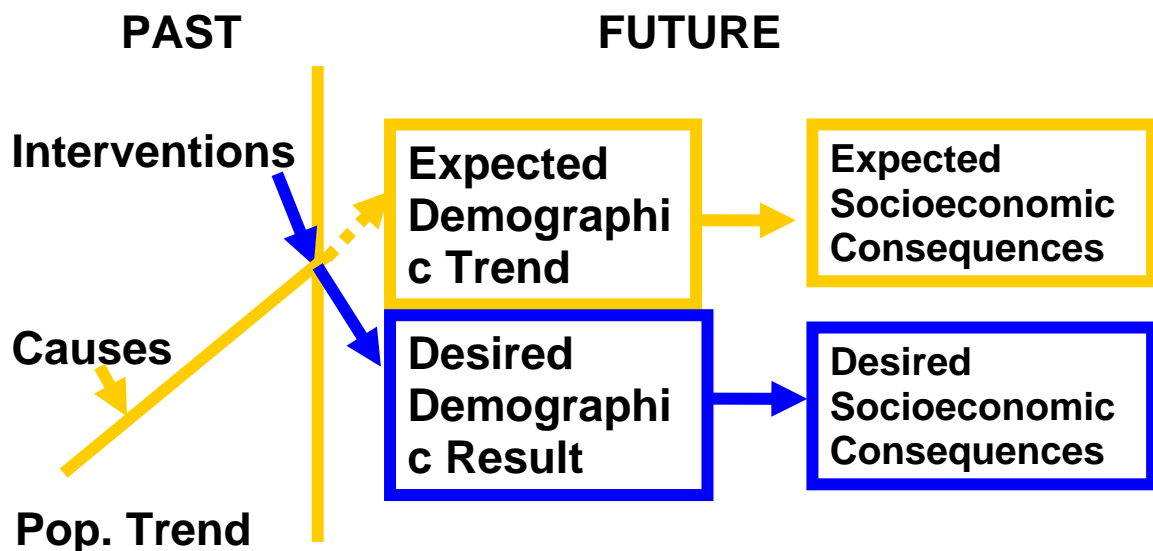 PAST
FUTURE
Interventions
Causes
Pop. Trend
Expected
Demographi
c Trend
Expected
Socioeconomic
Consequences
Desired
Demographi
c Result
Desired
Socioeconomic
Consequences